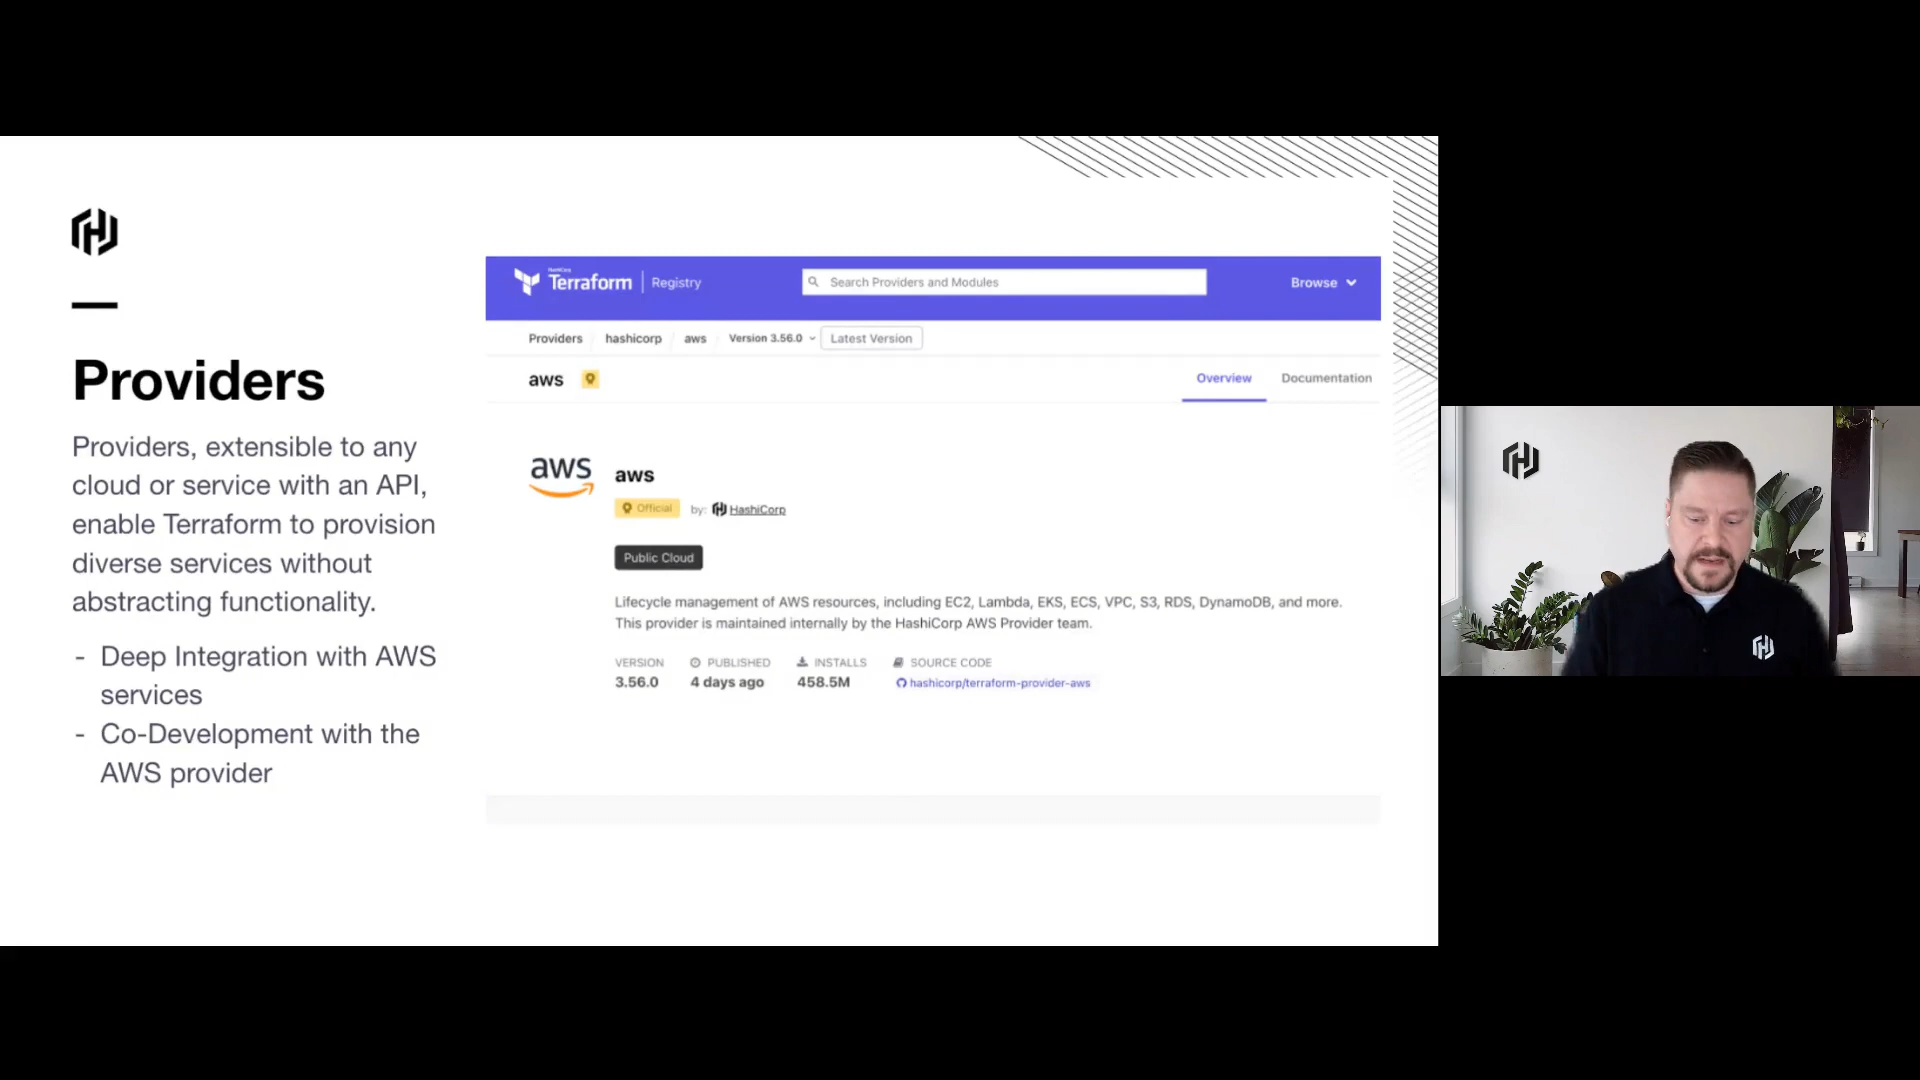 Providers
Providers, extensible to any
cloud or service with an API,
enable Terraform to provision
diverse services without
abstracting functionality.
- Deep Integration with AWS
services
- Co-Development with the
AWS provider
HashiCorp
Terraform Registry
Search Providers and Modules
Browse
Providers / hashicorp / aws / Version 3.56.0 Latest Version
aws
Overview Documentation
aws
aws
Official by: HashiCorp
Public Cloud
Lifecycle management of AWS resources, including EC2, Lambda, EKS, ECS, VPC, S3, RDS, DynamoDB, and more.
This provider is maintained internally by the HashiCorp AWS Provider team.
VERSION PUBLISHED INSTALLS SOURCE CODE
3.56.0 4 days ago 458.5M hashicorp/terraform-provider-aws